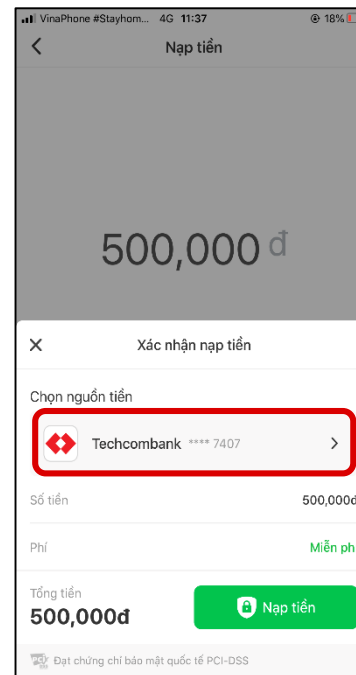 VinaPhone #Stayhom... 4G 11:37 18%
Nạp tiền
500,000 đ
Xác nhận nạp tiền
Chọn nguồn tiền
Techcombank **** 7407
Số tiền 500,000đ
Phí Miễn ph
Tổng tiền
500,000đ
Nạp tiền
PCI Đạt chứng chỉ bảo mật quốc tế PCI-DSS